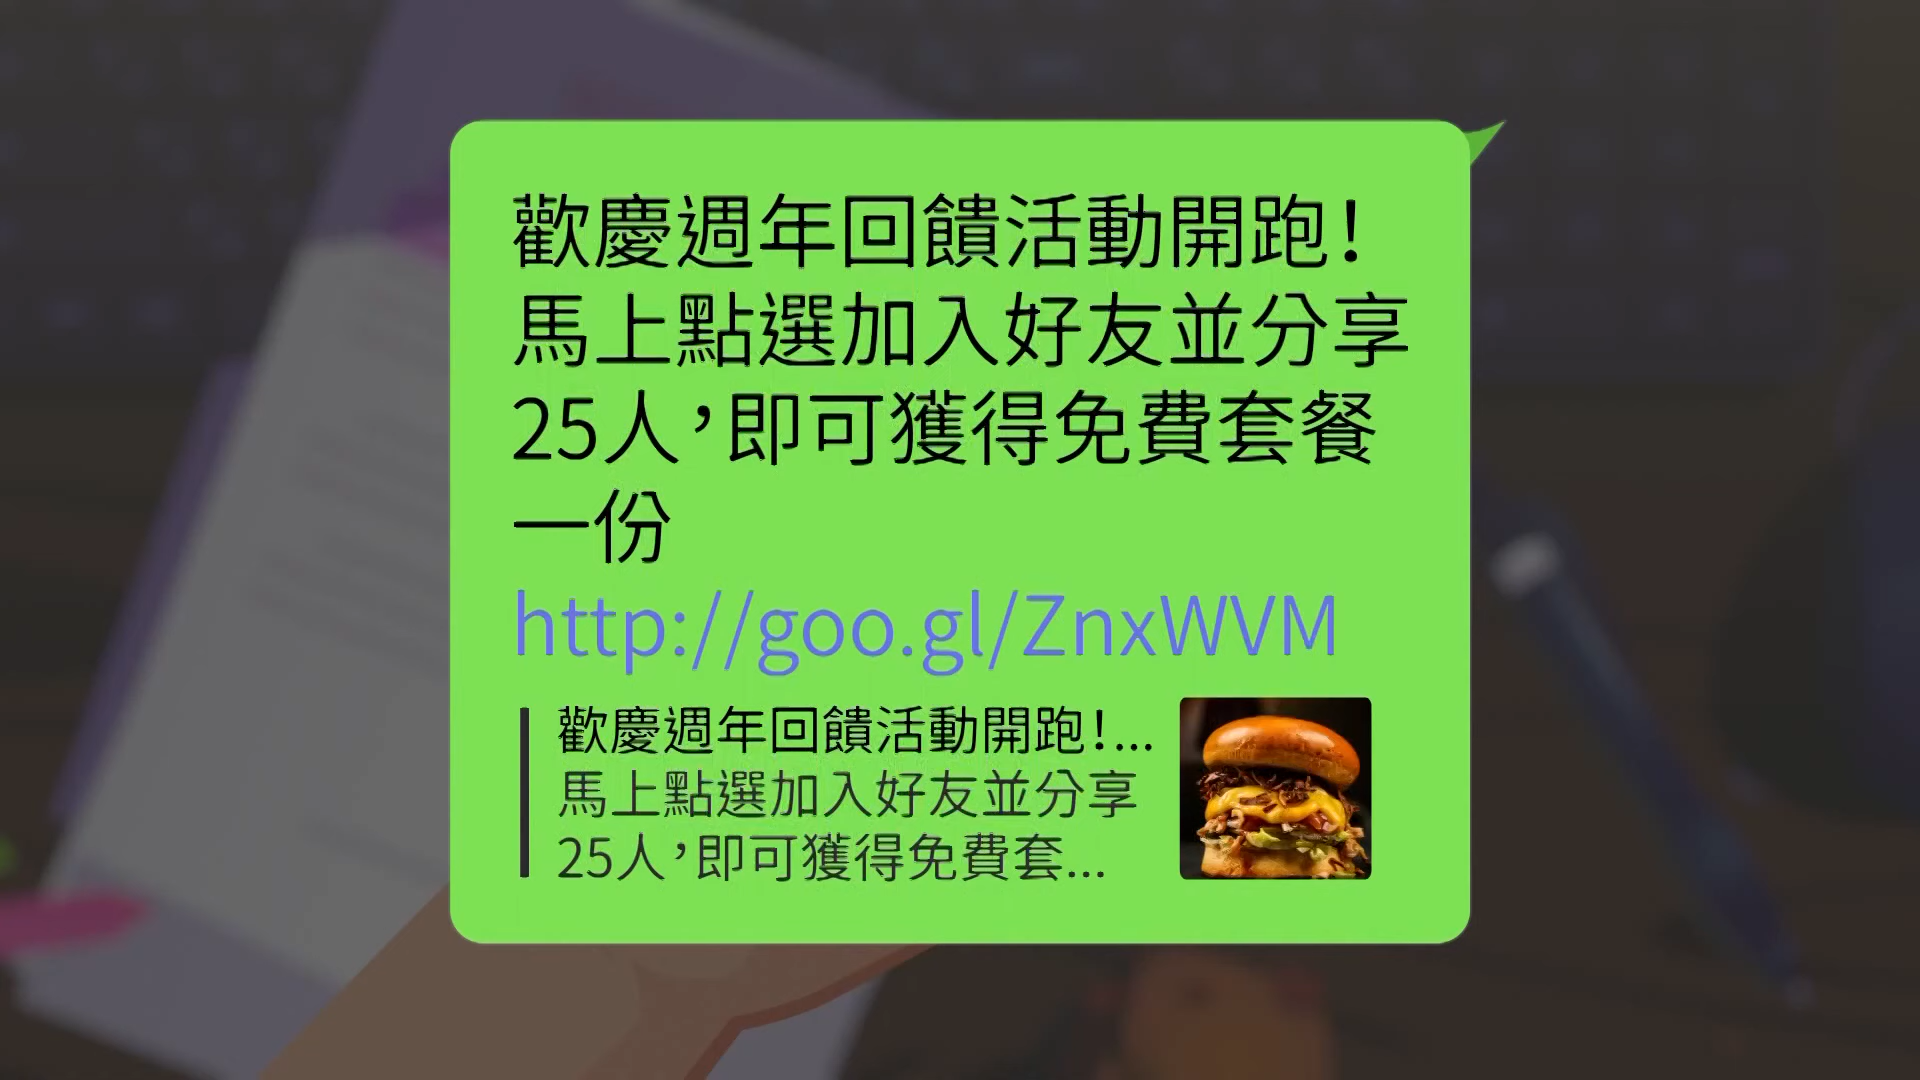 歡慶週年回饋活動開跑！
馬上點選加入好友並分享
25人，即可獲得免費套餐
一份
http://goo.gl/ZnxWVM
歡慶週年回饋活動開跑！...
馬上點選加入好友並分享
25人，即可獲得免費套...